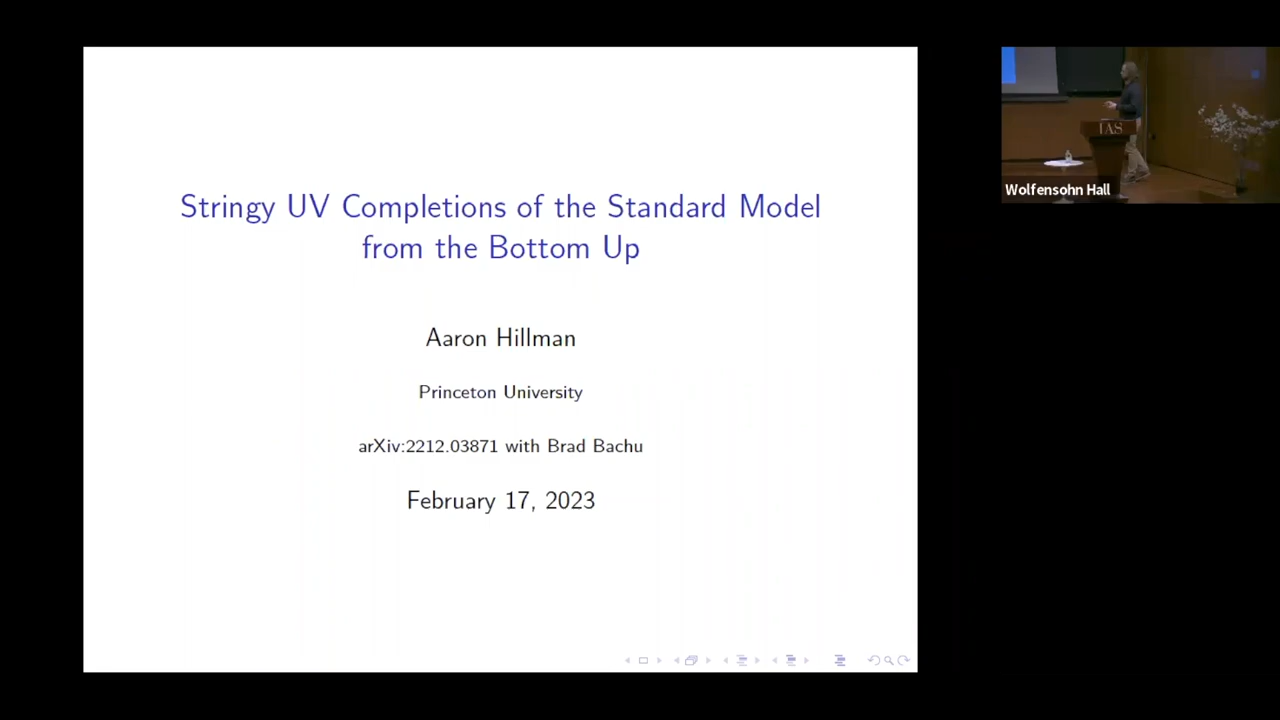 Stringy UV Completions of the Standard Model
from the Bottom Up
Aaron Hillman
Princeton University
arXiv:2212.03871 with Brad Bachu
February 17, 2023
IAS
Wolfensohn Hall